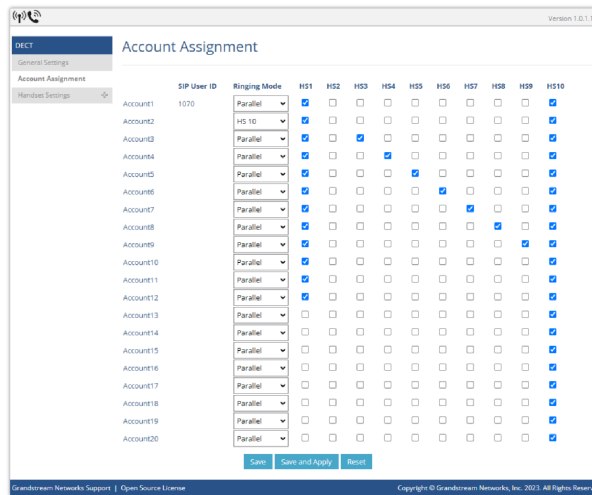 Version 1.0.1.1
DECT
General Settings
Account Assignment
Handset Settings
Account Assignment
SIP User ID Ringing Mode HS1 HS2 HS3 HS4 HS5 HS6 HS7 HS8 HS9 HS10
Account1 1070 Parallel
Account2 HS 10
Account3 Parallel
Account4 Parallel
Account5 Parallel
Account6 Parallel
Account7 Parallel
Account8 Parallel
Account9 Parallel
Account10 Parallel
Account11 Parallel
Account12 Parallel
Account13 Parallel
Account14 Parallel
Account15 Parallel
Account16 Parallel
Account17 Parallel
Account18 Parallel
Account19 Parallel
Account20 Parallel
Save Save and Apply Reset
Grandstream Networks Support | Open Source License Copyright © Grandstream Networks, Inc. 2023. All Rights Reserv